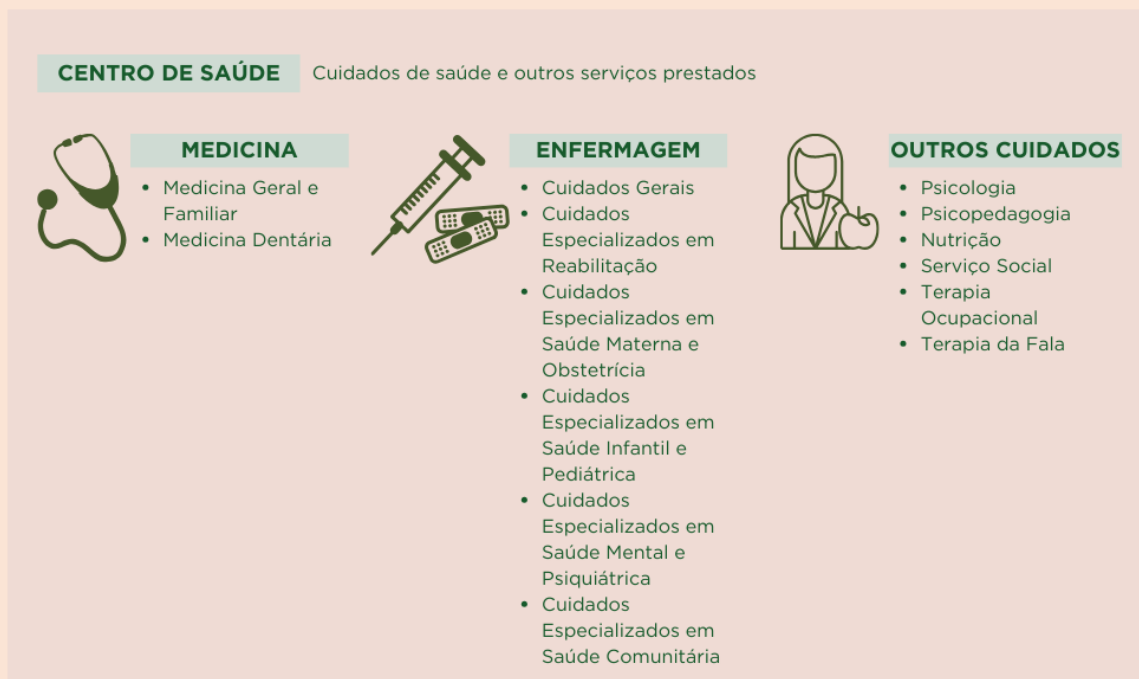 CENTRO DE SAÚDE Cuidados de saúde e outros serviços prestados
MEDICINA
• Medicina Geral e
Familiar
• Medicina Dentária
ENFERMAGEM
• Cuidados Gerais
• Cuidados
Especializados em
Reabilitação
• Cuidados
Especializados em
Saúde Materna e
Obstetrícia
• Cuidados
Especializados em
Saúde Infantil e
Pediátrica
• Cuidados
Especializados em
Saúde Mental e
Psiquiátrica
• Cuidados
Especializados em
Saúde Comunitária
OUTROS CUIDADOS
• Psicologia
• Psicopedagogia
• Nutrição
• Serviço Social
• Terapia
Ocupacional
• Terapia da Fala